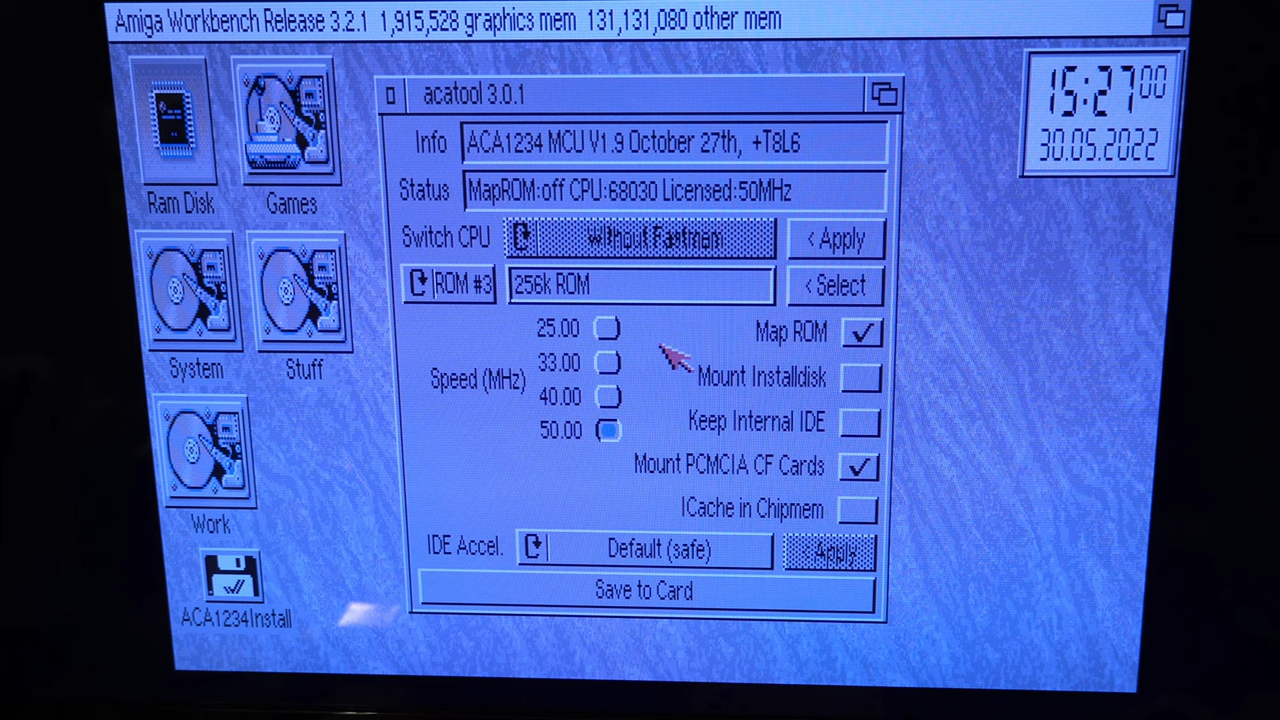 Amiga Workbench Release 3.2.1 1,915,528 graphics mem 131,131,080 other mem
15:27 00
30.05.2022
Ram Disk
Games
System
Stuff
Work
ACA1234Install
acatool 3.0.1
Info ACA1234 MCU V1.9 October 27th, +T8L6
Status MapROM:off CPU:68030 Licensed:50MHz
Switch CPU without Fastmem < Apply
ROM #3 256k ROM < Select
Speed (MHz)
25.00
33.00
40.00
50.00
Map ROM
Mount Installdisk
Keep Internal IDE
Mount PCMCIA CF Cards
ICache in Chipmem
IDE Accel. Default (safe) Apply
Save to Card